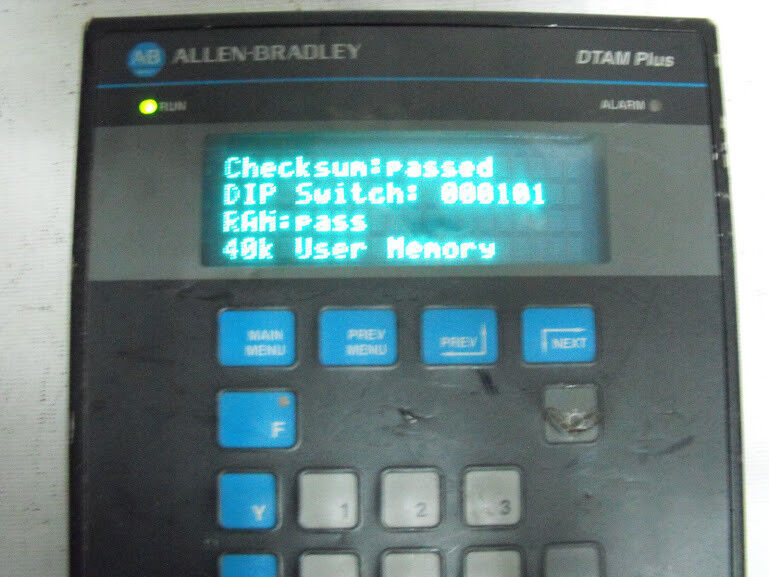 AB ALLEN-BRADLEY
DTAM Plus
RUN
ALARM
Checksum:passed
DIP Switch: 000101
RAM:pass
40k User Memory
MAIN MENU
PREV MENU
PREV
NEXT
F
Y
1
2
3